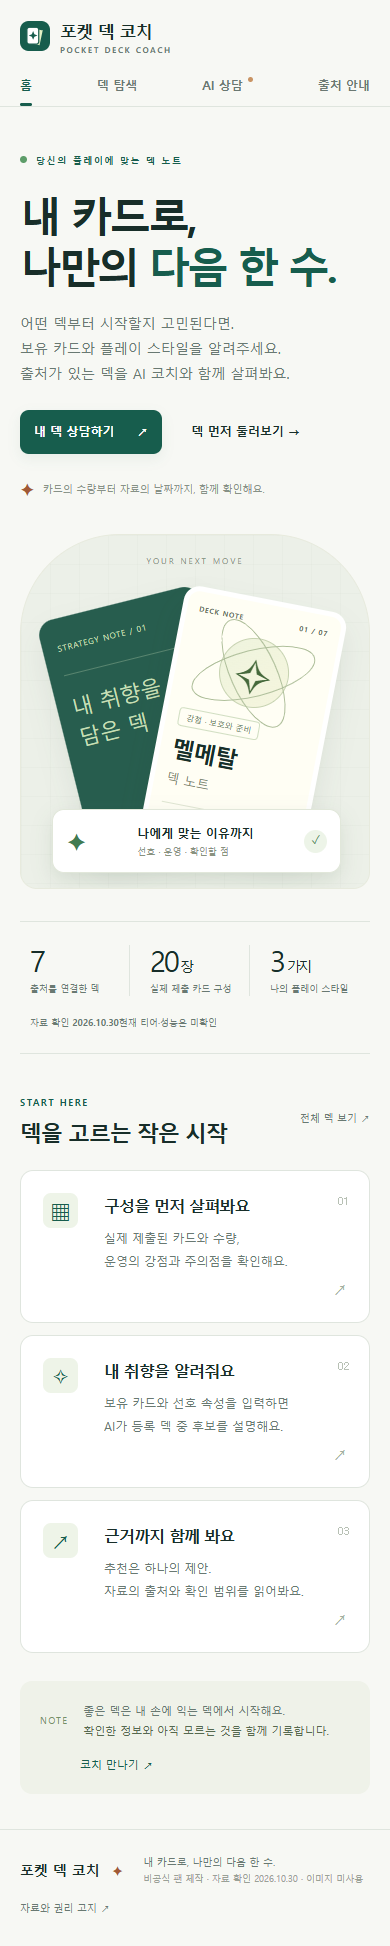 포켓 덱 코치
POCKET DECK COACH
홈 덱 탐색 AI 상담 출처 안내
당신의 플레이에 맞는 덱 노트
내 카드로,
나만의 다음 한 수.
어떤 덱부터 시작할지 고민된다면,
보유 카드와 플레이 스타일을 알려주세요.
출처가 있는 덱을 AI 코치와 함께 살펴봐요.
내 덱 상담하기 ↗ 덱 먼저 둘러보기 →
✦ 카드의 수량부터 자료의 날짜까지, 함께 확인해요.
YOUR NEXT MOVE
STRATEGY NOTE / 01
내 취향을
담은 덱
DECK NOTE 01 / 07
강철 · 보호와 준비
멜메탈
덱 노트
✦ 나에게 맞는 이유까지 ✓
선호 · 운영 · 확인할 점
7 20장 3가지
출처를 연결한 덱 실제 제출 카드 구성 나의 플레이 스타일
자료 확인 2026.10.30현재 티어·성능은 미확인
START HERE
전체 덱 보기 ↗
덱을 고르는 작은 시작
구성을 먼저 살펴봐요 01
실제 제출된 카드와 수량,
운영의 강점과 주의점을 확인해요.
↗
내 취향을 알려줘요 02
보유 카드와 선호 속성을 입력하면
AI가 등록 덱 중 후보를 설명해요.
↗
근거까지 함께 봐요 03
추천은 하나의 제안.
자료의 출처와 확인 범위를 읽어봐요.
↗
NOTE 좋은 덱은 내 손에 익는 덱에서 시작해요.
확인한 정보와 아직 모르는 것을 함께 기록합니다.
코치 만나기 ↗
포켓 덱 코치 ✦ 내 카드로, 나만의 다음 한 수.
비공식 팬 제작 · 자료 확인 2026.10.30 · 이미지 미사용
자료와 권리 고지 ↗